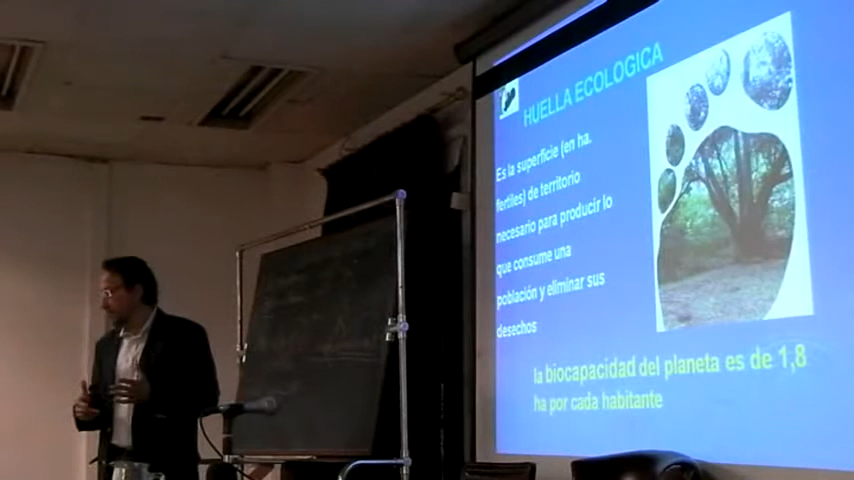 HUELLA ECOLOGICA
Es la superficie (en ha.
fertiles) de territorio
necesario para producir lo
que consume una
población y eliminar sus
desechos
la biocapacidad del planeta es de 1,8
ha por cada habitante